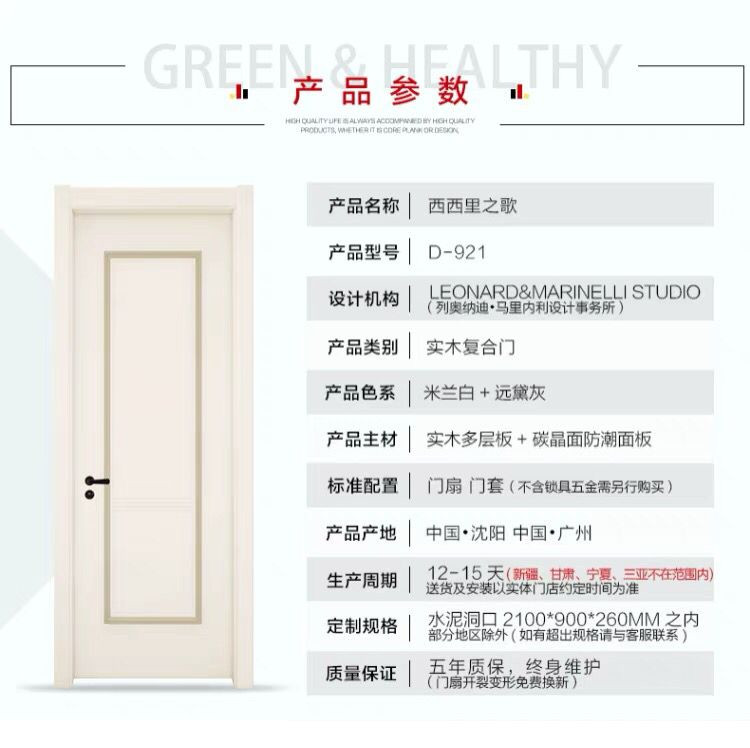 GREEN & HEALTHY
产品参数
HIGH QUALITY LIFE IS ALWAYS ACCOMPANIED BY HIGH QUALITY
PRODUCTS, WHETHER IT IS CORE PLANK OR DESIGN,
产品名称 西西里之歌
产品型号 D-921
设计机构 LEONARD&MARINELLI STUDIO
(列奥纳迪•马里内利设计事务所)
产品类别 实木复合门
产品色系 米兰白 + 远黛灰
产品主材 实木多层板 + 碳晶面防潮面板
标准配置 门扇 门套 (不含锁具五金需另行购买)
产品产地 中国•沈阳 中国•广州
生产周期 12-15 天 (新疆、甘肃、宁夏、三亚不在范围内)
送货及安装以实体门店约定时间为准
定制规格 水泥洞口 2100*900*260MM 之内
部分地区除外 (如有超出规格请与客服联系)
质量保证 五年质保，终身维护
(门扇开裂变形免费换新)